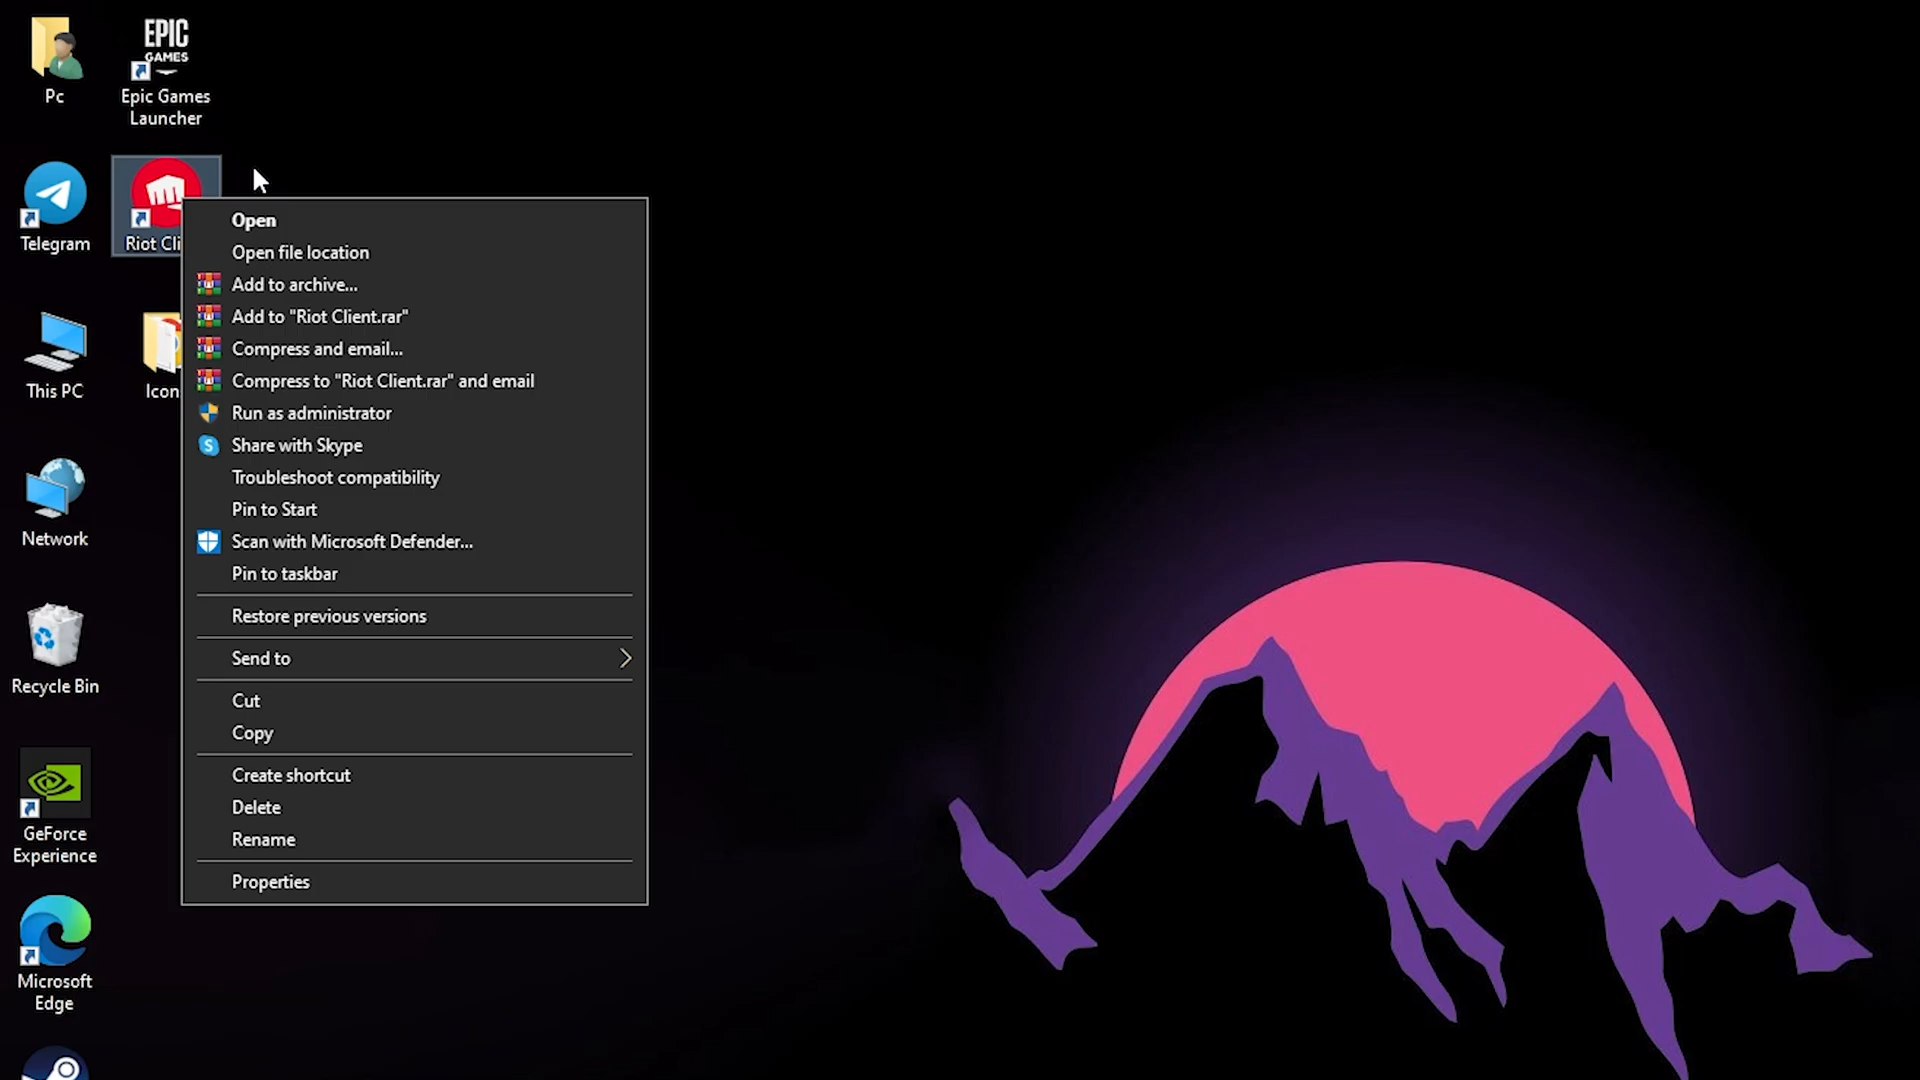 Pc
EPIC
GAMES
Epic Games
Launcher
Telegram
Riot Cli
This PC
Icon
Network
Recycle Bin
GeForce
Experience
Microsoft
Edge
Open
Open file location
Add to archive...
Add to "Riot Client.rar"
Compress and email...
Compress to "Riot Client.rar" and email
Run as administrator
S
Share with Skype
Troubleshoot compatibility
Pin to Start
Scan with Microsoft Defender...
Pin to taskbar
Restore previous versions
Send to
Cut
Copy
Create shortcut
Delete
Rename
Properties